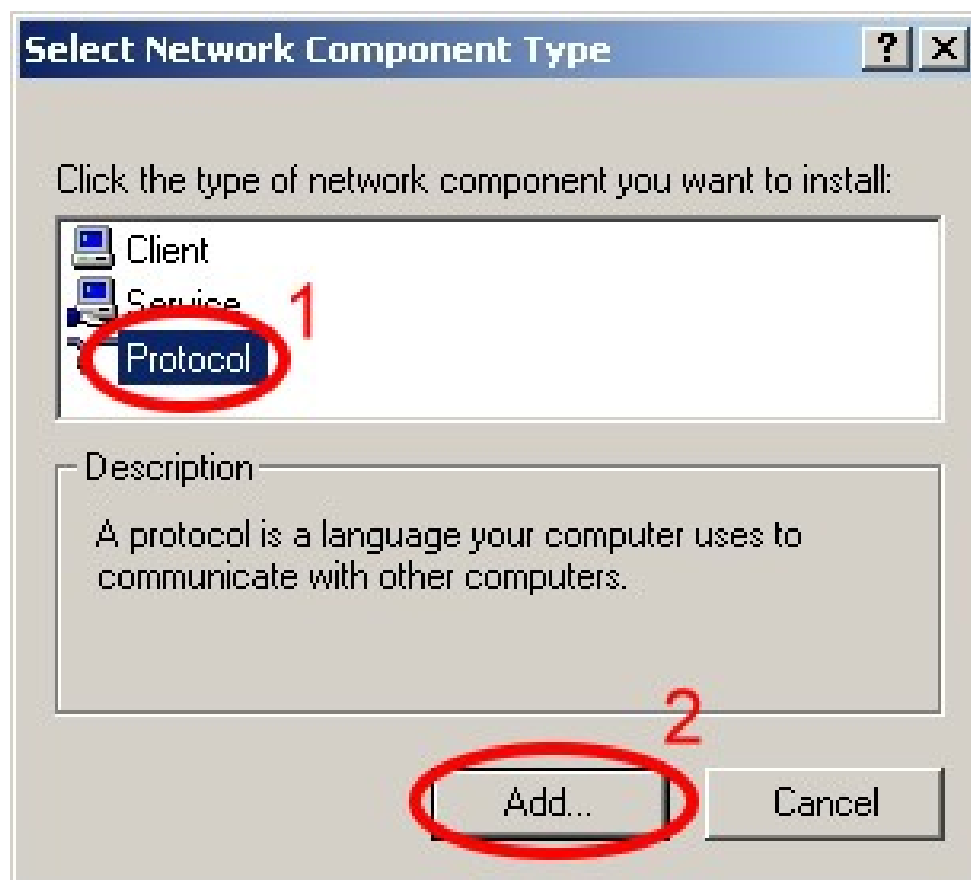 Select Network Component Type
Click the type of network component you want to install:
Client
Service
1
Protocol
Description
A protocol is a language your computer uses to
communicate with other computers.
2
Add...
Cancel